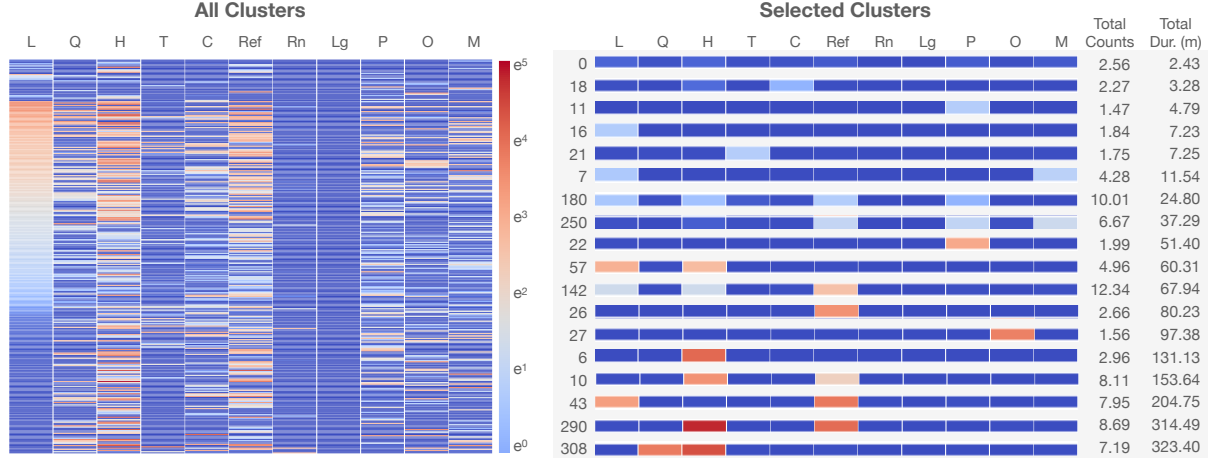 All Clusters
L Q H T C Ref Rn Lg P O M
e⁵
e⁴
e³
e²
e¹
e⁰
Selected Clusters
L Q H T C Ref Rn Lg P O M Total Counts Total Dur. (m)
0 2.56 2.43
18 2.27 3.28
11 1.47 4.79
16 1.84 7.23
21 1.75 7.25
7 4.28 11.54
180 10.01 24.80
250 6.67 37.29
22 1.99 51.40
57 4.96 60.31
142 12.34 67.94
26 2.66 80.23
27 1.56 97.38
6 2.96 131.13
10 8.11 153.64
43 7.95 204.75
290 8.69 314.49
308 7.19 323.40